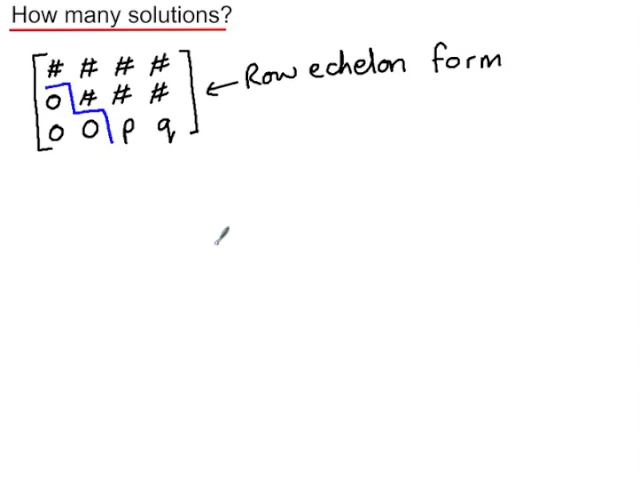 How many solutions?
# # # #
0 # # # ← Row echelon form
0 0 p q